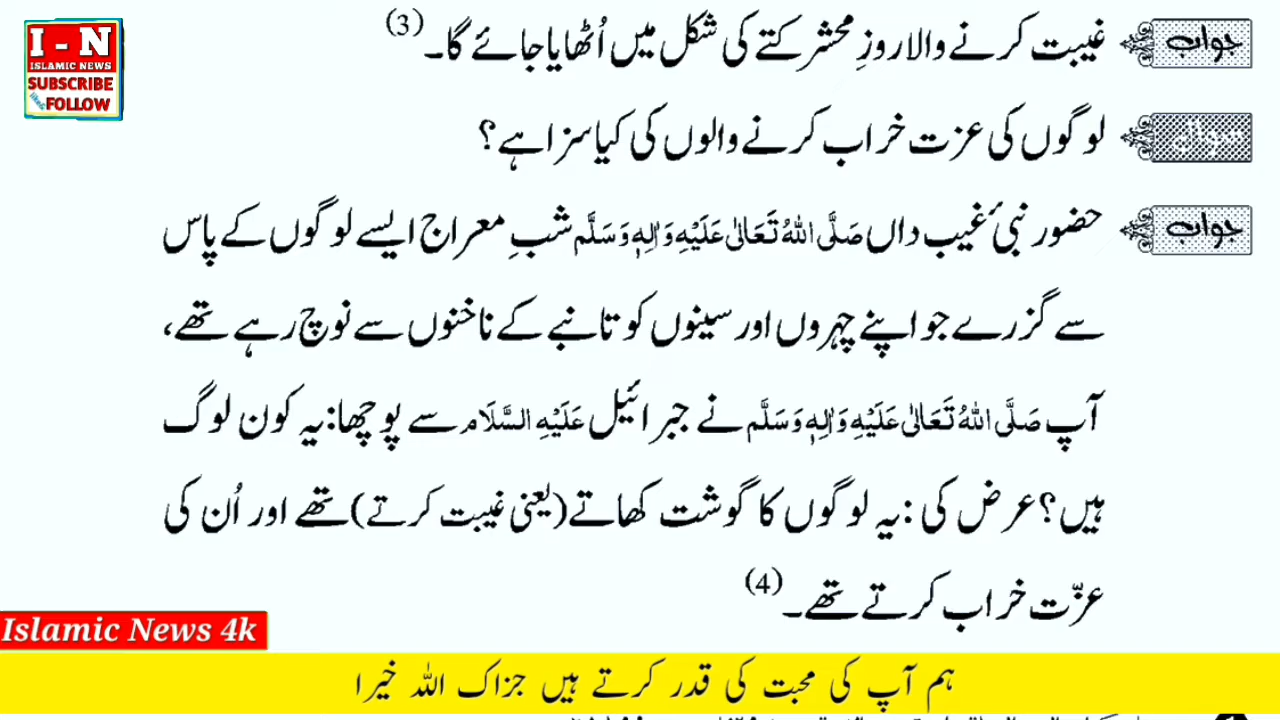 I - N
ISLAMIC NEWS
SUBSCRIBE
FOLLOW
جواب غیبت کرنے والا روزِ محشر کتے کی شکل میں اُٹھایا جائے گا۔(3)
سوال لوگوں کی عزت خراب کرنے والوں کی کیا سزا ہے؟
جواب حضور نبیٔ غیب داں صَلَّی اللہُ تَعَالٰی عَلَیْہِ وَاٰلِہٖ وَسَلَّم شبِ معراج ایسے لوگوں کے پاس
سے گزرے جو اپنے چہروں اور سینوں کو تانبے کے ناخنوں سے نوچ رہے تھے،
آپ صَلَّی اللہُ تَعَالٰی عَلَیْہِ وَاٰلِہٖ وَسَلَّم نے جبرائیل عَلَیْہِ السَّلَام سے پوچھا: یہ کون لوگ
ہیں؟ عرض کی: یہ لوگوں کا گوشت کھاتے (یعنی غیبت کرتے) تھے اور اُن کی
عزّت خراب کرتے تھے۔(4)
Islamic News 4k
ہم آپ کی محبت کی قدر کرتے ہیں جزاک اللہ خیرا